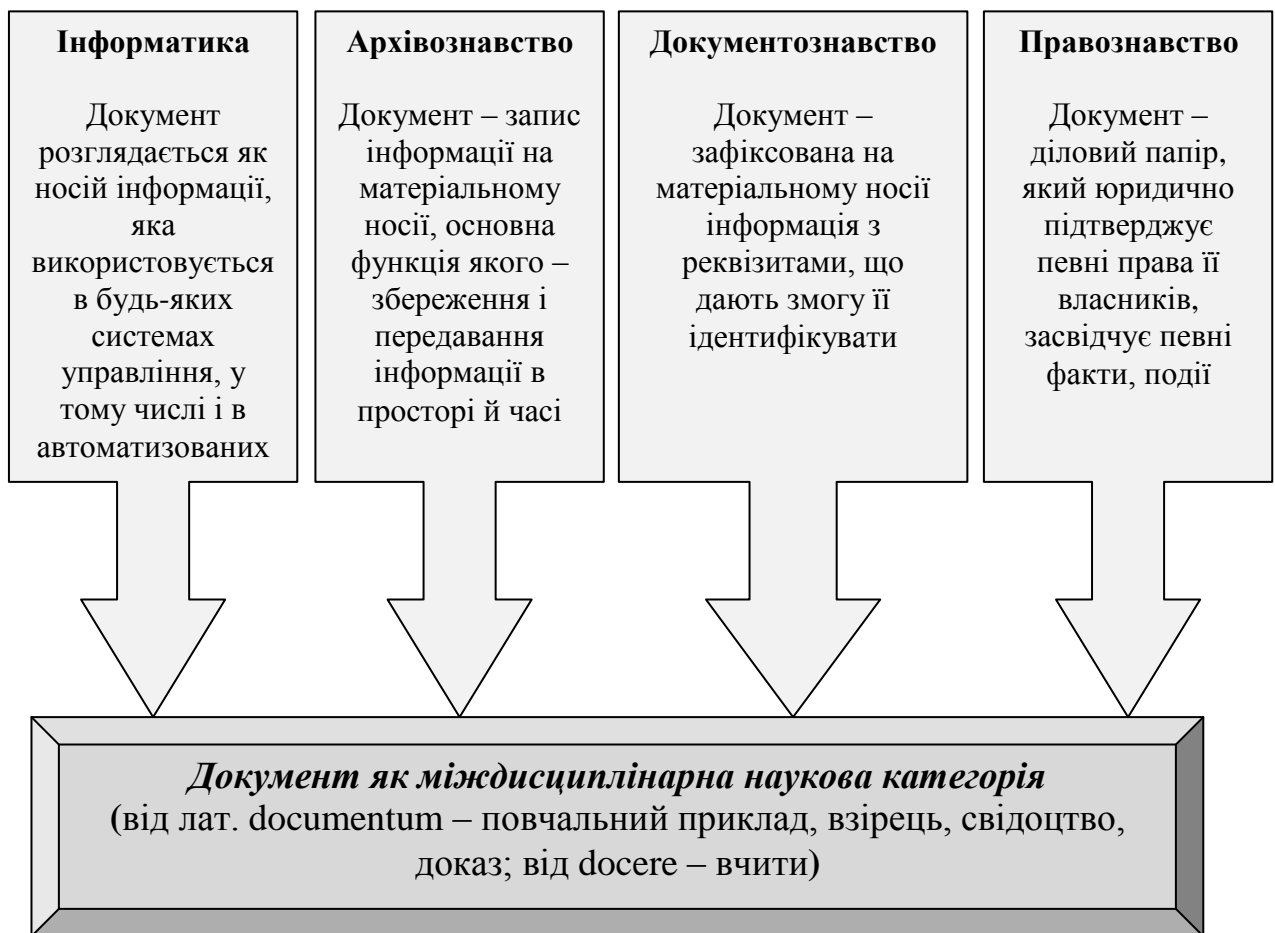 Інформатика
Документ
розглядається як
носій інформації,
яка
використовується
в будь-яких
системах
управління, у
тому числі і в
автоматизованих
Архівознавство
Документ – запис
інформації на
матеріальному
носії, основна
функція якого –
збереження і
передавання
інформації в
просторі й часі
Документознавство
Документ –
зафіксована на
матеріальному носії
інформація з
реквізитами, що
дають змогу її
ідентифікувати
Правознавство
Документ –
діловий папір,
який юридично
підтверджує
певні права її
власників,
засвідчує певні
факти, події
Документ як міждисциплінарна наукова категорія
(від лат. documentum – повчальний приклад, взірець, свідоцтво,
доказ; від docere – вчити)